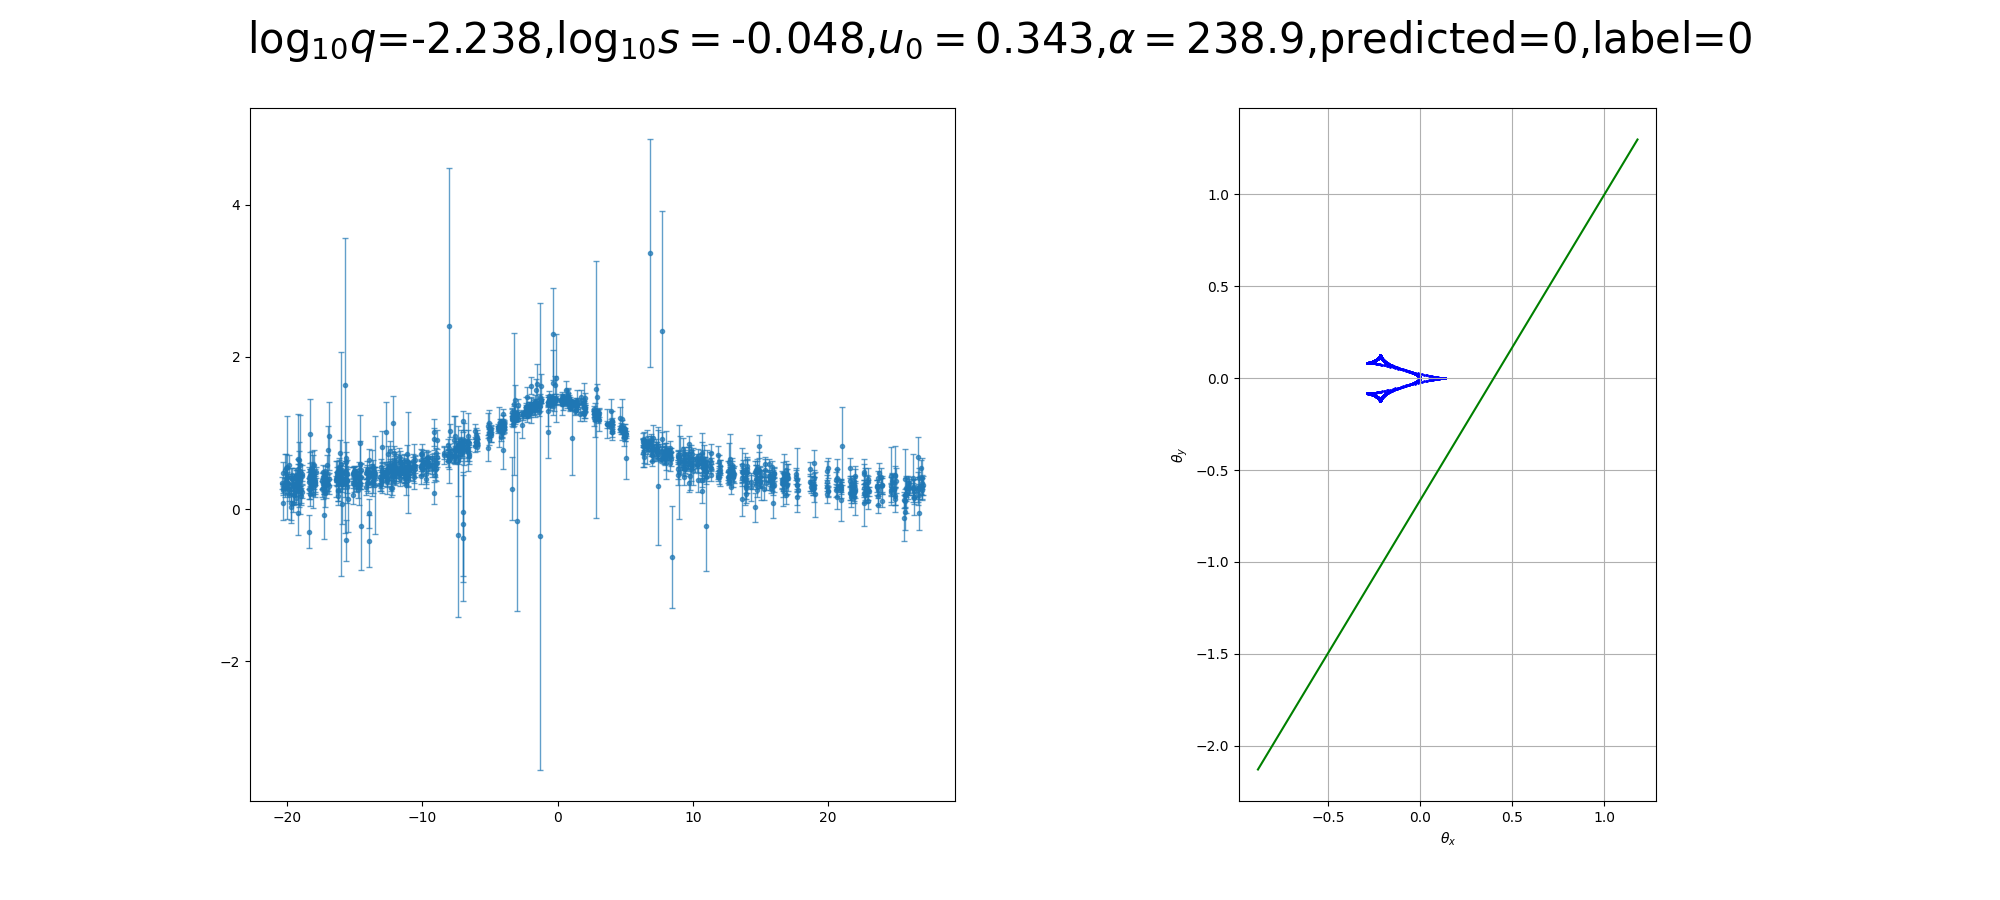 log₁₀q=-2.238,log₁₀s = -0.048,u₀ = 0.343,α = 238.9,predicted=0,label=0
4
2
0
−2
−20 −10 0 10 20
1.0
0.5
0.0
−0.5
−1.0
−1.5
−2.0
θy
−0.5 0.0 0.5 1.0
θx